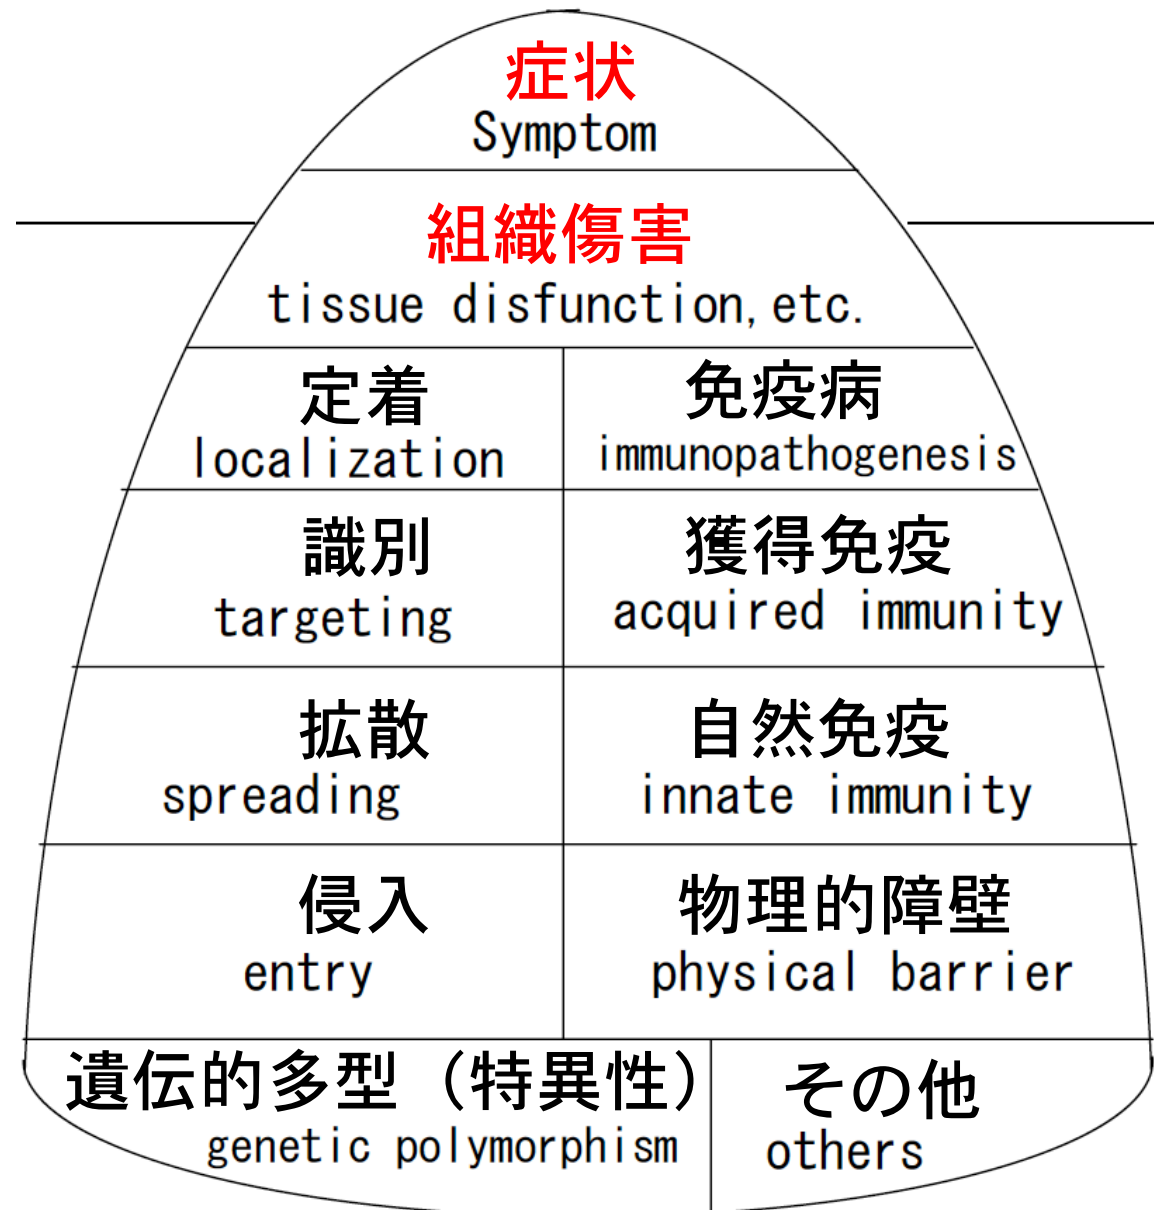 症状
Symptom
組織傷害
tissue disfunction, etc.
定着
localization
免疫病
immunopathogenesis
識別
targeting
獲得免疫
acquired immunity
拡散
spreading
自然免疫
innate immunity
侵入
entry
物理的障壁
physical barrier
遺伝的多型（特異性）
genetic polymorphism
その他
others